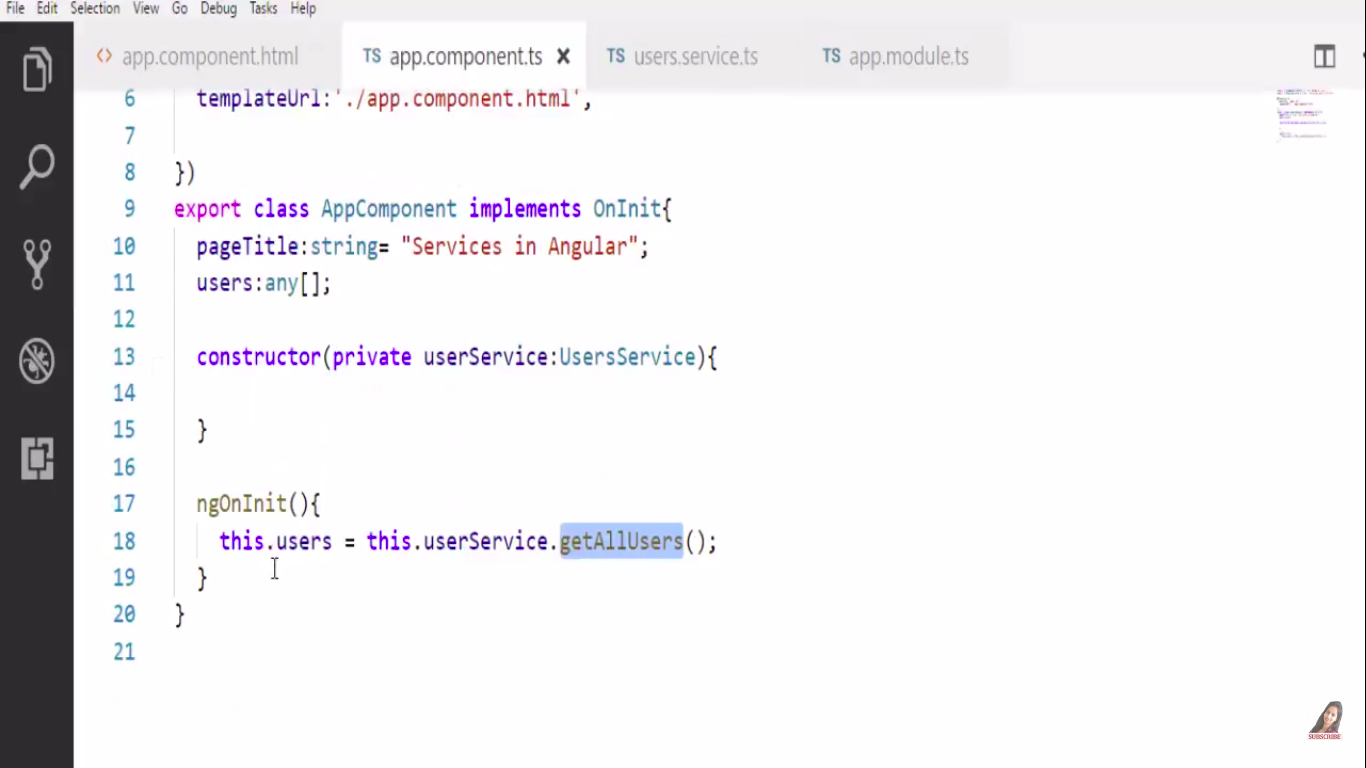 File Edit Selection View Go Debug Tasks Help
<> app.component.html TS app.component.ts TS users.service.ts TS app.module.ts
6 templateUrl:'./app.component.html',
7
8 })
9 export class AppComponent implements OnInit{
10 pageTitle:string= "Services in Angular";
11 users:any[];
12
13 constructor(private userService:UsersService){
14
15 }
16
17 ngOnInit(){
18 this.users = this.userService.getAllUsers();
19 }
20 }
21
SUBSCRIBE